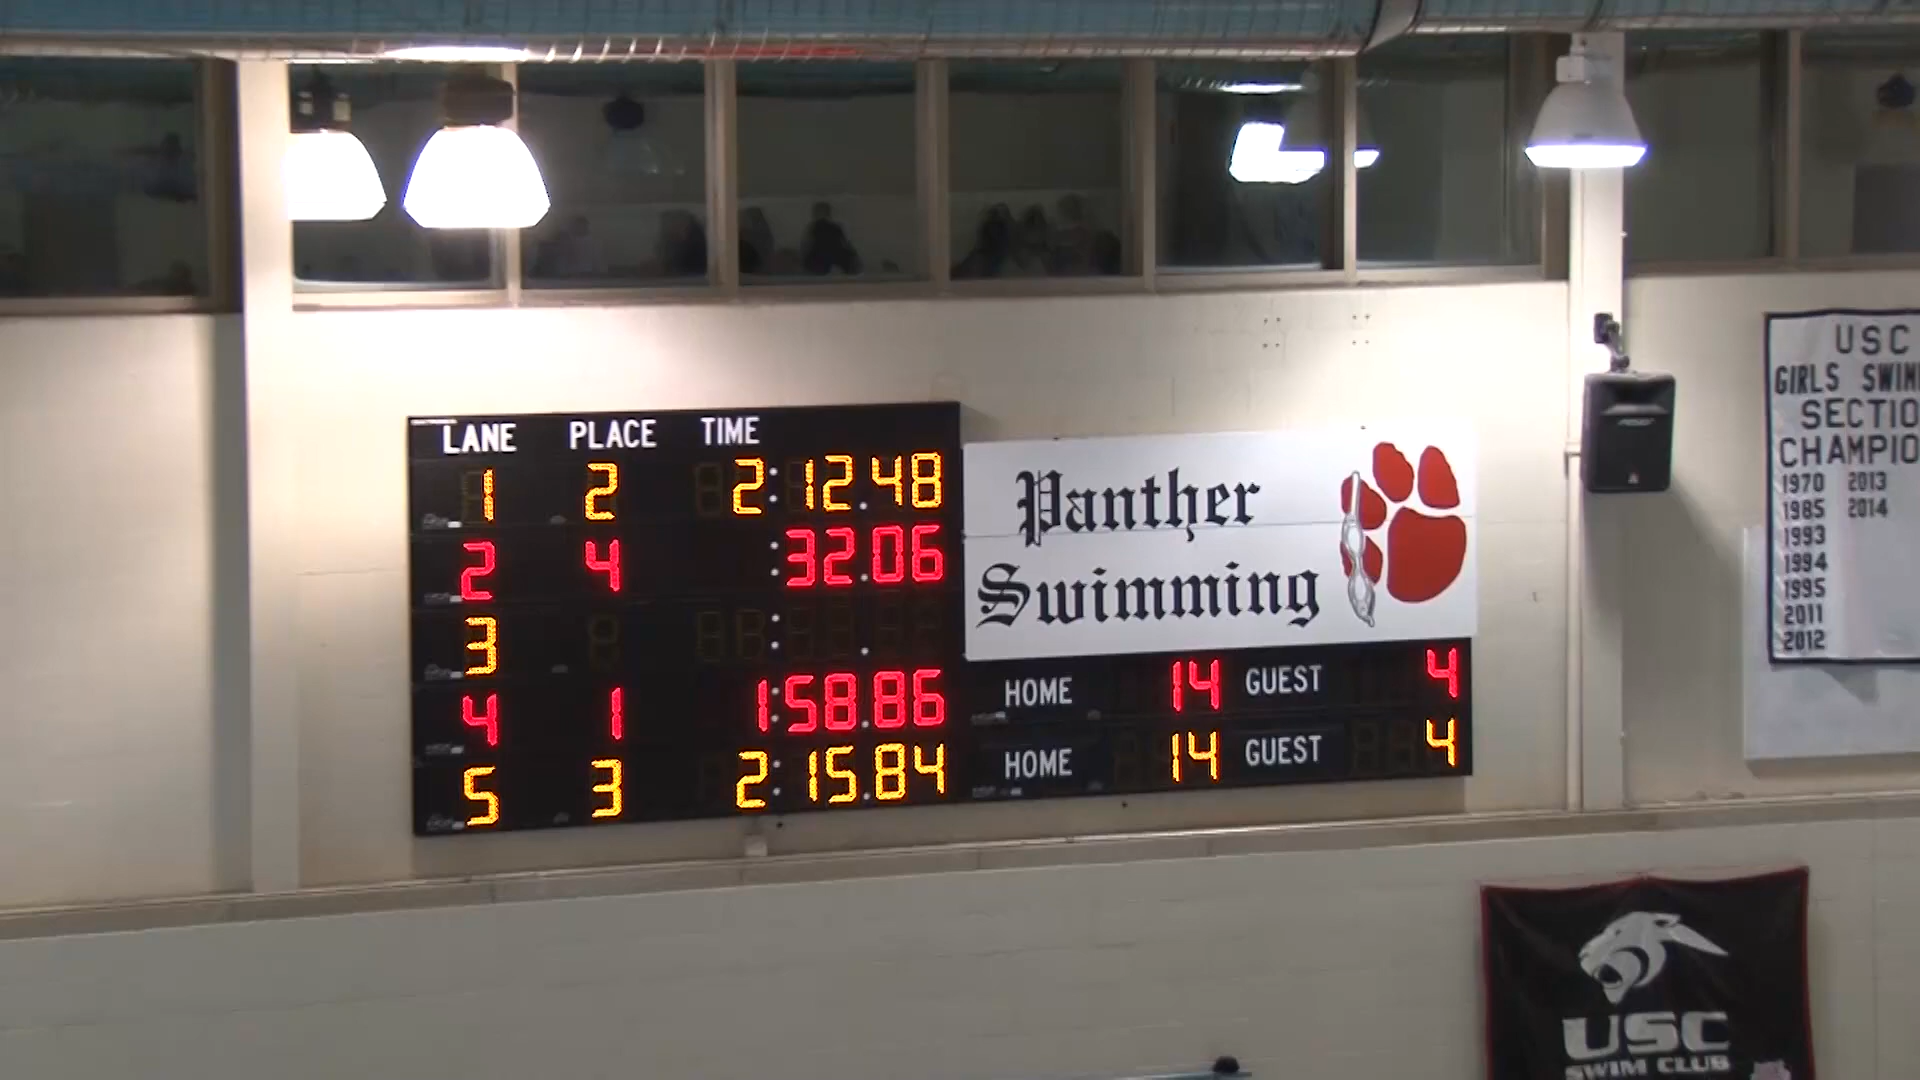 LANE PLACE TIME
1 2 2:12.48
2 4 :32.06
3 : .
4 1 1:58.86
5 3 2:15.84
Panther
Swimming
HOME 14 GUEST 4
HOME 14 GUEST 4
USC
GIRLS SWIM
SECTIO
CHAMPIO
1970 2013
1985 2014
1993
1994
1995
2011
2012
USC
SWIM CLUB